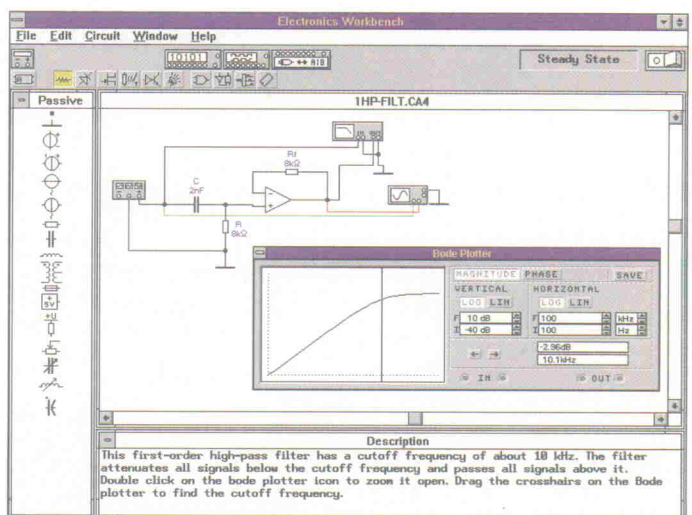 Electronics Workbench
File Edit Circuit Window Help
10101
Steady State
Passive
1HP-FILT.CA4
Rf
8kΩ
C
2nF
R
8kΩ
5V
Bode Plotter
MAGNITUDE PHASE SAVE
VERTICAL HORIZONTAL
LOG LIN LOG LIN
F 10 dB F 100 kHz
I -40 dB I 100 Hz
-2.96dB
10.1kHz
IN OUT
Description
This first-order high-pass filter has a cutoff frequency of about 10 kHz. The filter
attenuates all signals below the cutoff frequency and passes all signals above it.
Double click on the bode plotter icon to zoom it open. Drag the crosshairs on the Bode
plotter to find the cutoff frequency.